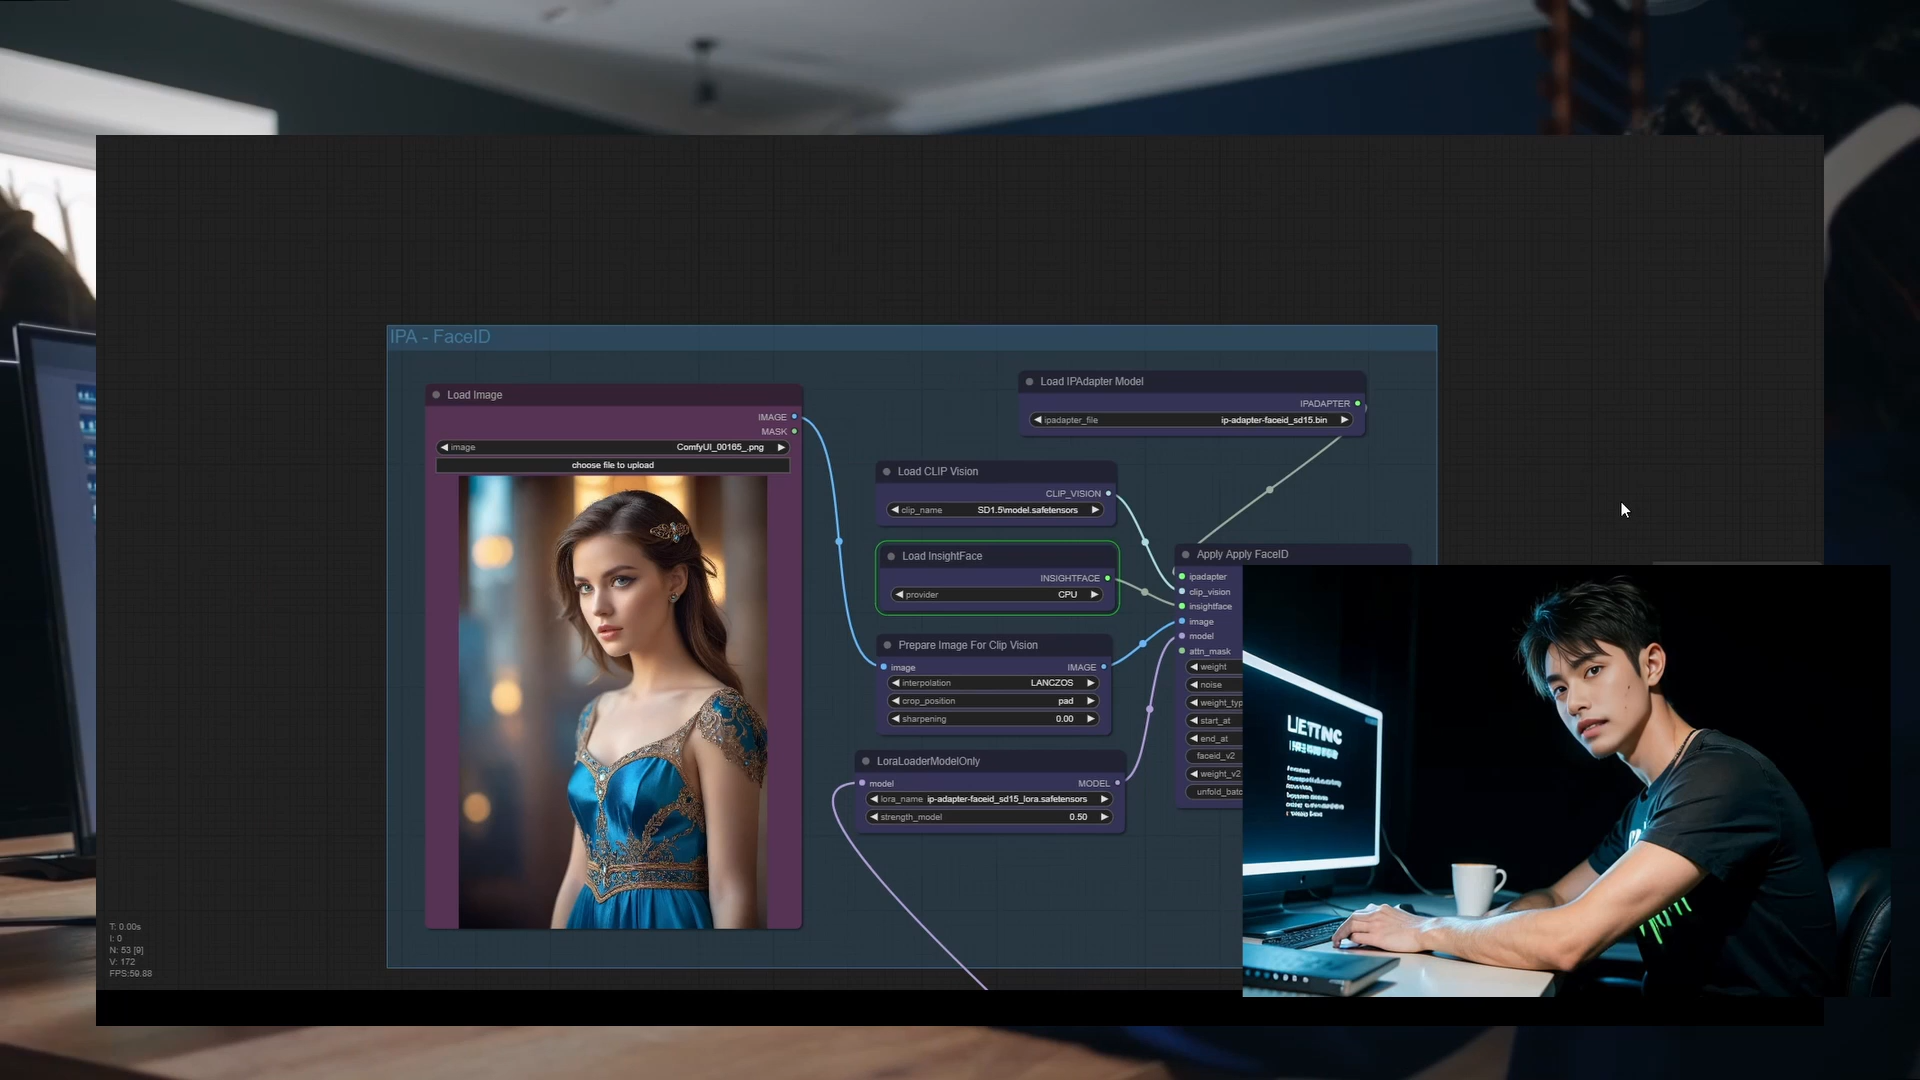 IPA - FaceID
Load Image
IMAGE
MASK
image ComfyUI_00165_.png
choose file to upload
Load IPAdapter Model
IPADAPTER
ipadapter_file ip-adapter-faceid_sd15.bin
Load CLIP Vision
CLIP_VISION
clip_name SD1.5\model.safetensors
Load InsightFace
INSIGHTFACE
provider CPU
Prepare Image For Clip Vision
image IMAGE
interpolation LANCZOS
crop_position pad
sharpening 0.00
LoraLoaderModelOnly
model MODEL
lora_name ip-adapter-faceid_sd15_lora.safetensors
strength_model 0.50
Apply Apply FaceID
ipadapter
clip_vision
insightface
image
model
attn_mask
weight
noise
weight_typ
start_at
end_at
faceid_v2
weight_v2
unfold_batc
T: 0.00s
I: 0
N: 53 [9]
V: 172
FPS:59.88